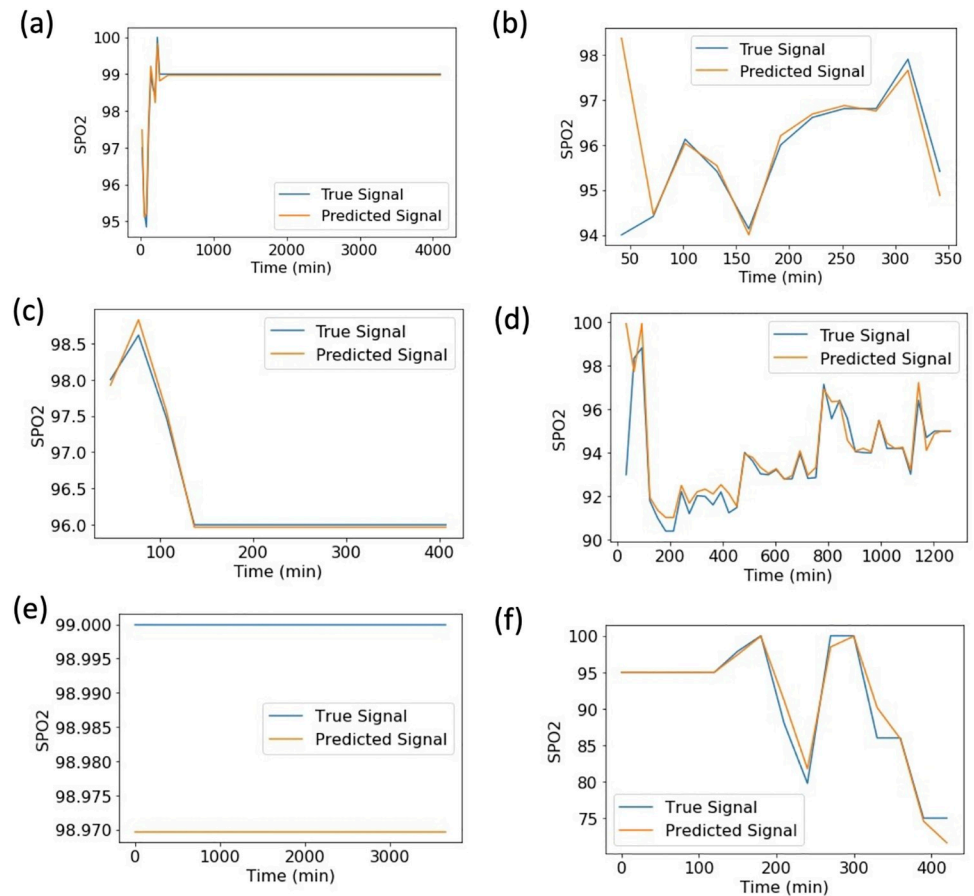 (a)
100
99
98
97
96
95
SPO2
True Signal
Predicted Signal
0 1000 2000 3000 4000
Time (min)
(b)
98
97
96
95
94
SPO2
True Signal
Predicted Signal
50 100 150 200 250 300 350
Time (min)
(c)
98.5
98.0
97.5
97.0
96.5
96.0
SPO2
True Signal
Predicted Signal
100 200 300 400
Time (min)
(d)
100
98
96
94
92
90
SPO2
True Signal
Predicted Signal
0 200 400 600 800 1000 1200
Time (min)
(e)
99.000
98.995
98.990
98.985
98.980
98.975
98.970
SPO2
True Signal
Predicted Signal
0 1000 2000 3000
Time (min)
(f)
100
95
90
85
80
75
SPO2
True Signal
Predicted Signal
0 100 200 300 400
Time (min)